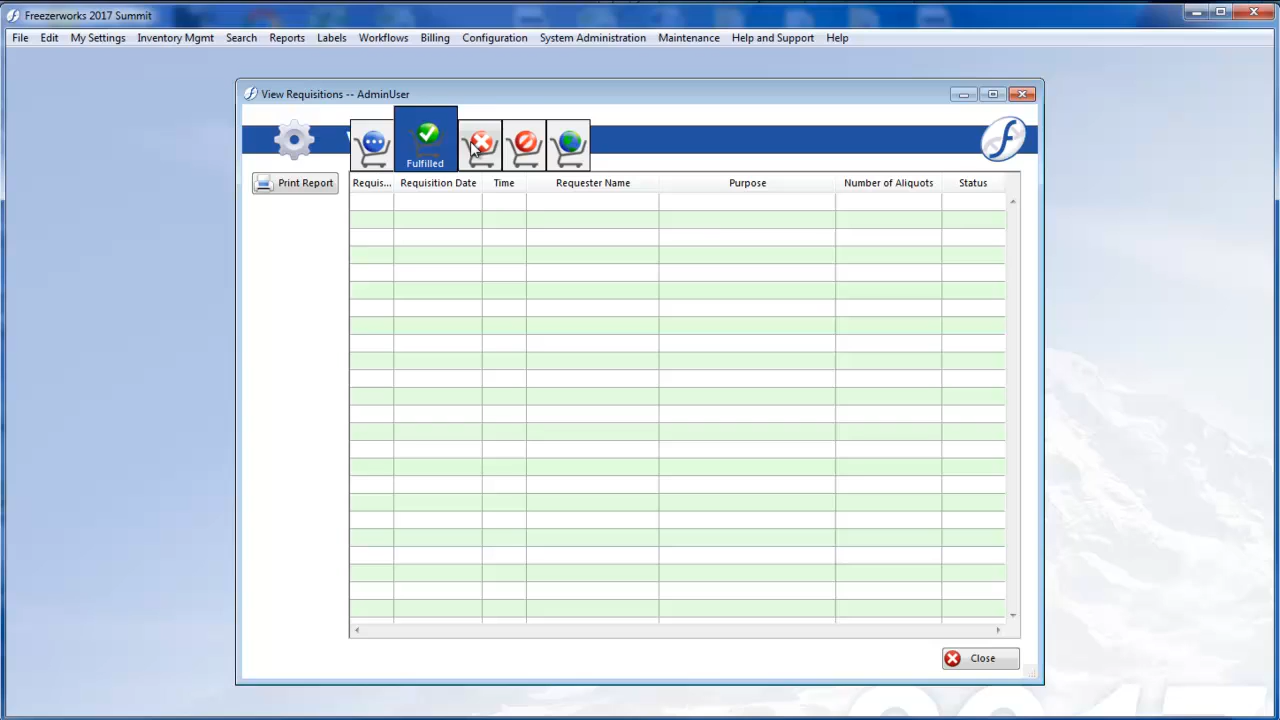 Freezerworks 2017 Summit
File Edit My Settings Inventory Mgmt Search Reports Labels Workflows Billing Configuration System Administration Maintenance Help and Support Help
View Requisitions -- AdminUser
Fulfilled
Print Report
Requis... Requisition Date Time Requester Name Purpose Number of Aliquots Status
Close